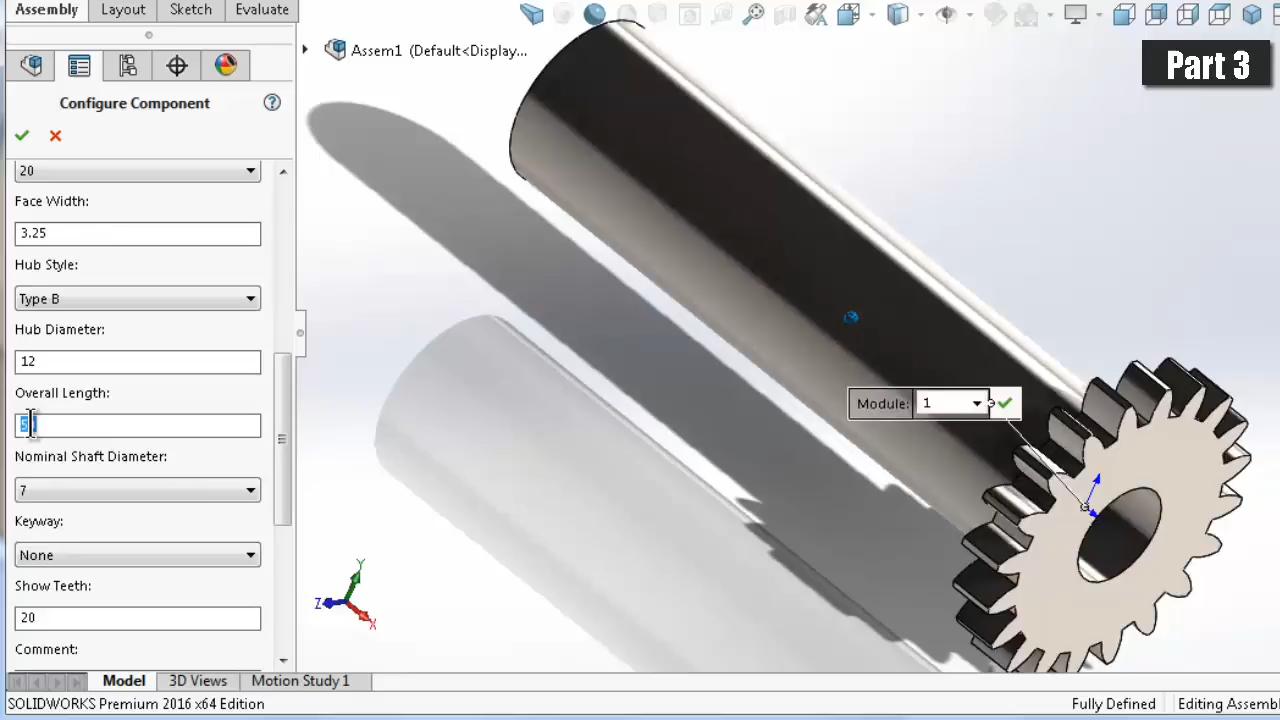 Assembly Layout Sketch Evaluate
Assem1 (Default<Display...
Part 3
Configure Component
20
Face Width:
3.25
Hub Style:
Type B
Hub Diameter:
12
Overall Length:
Module: 1
Nominal Shaft Diameter:
7
Keyway:
None
Show Teeth:
20
Comment:
Y
Z
X
Model 3D Views Motion Study 1
SOLIDWORKS Premium 2016 x64 Edition
Fully Defined Editing Assembl